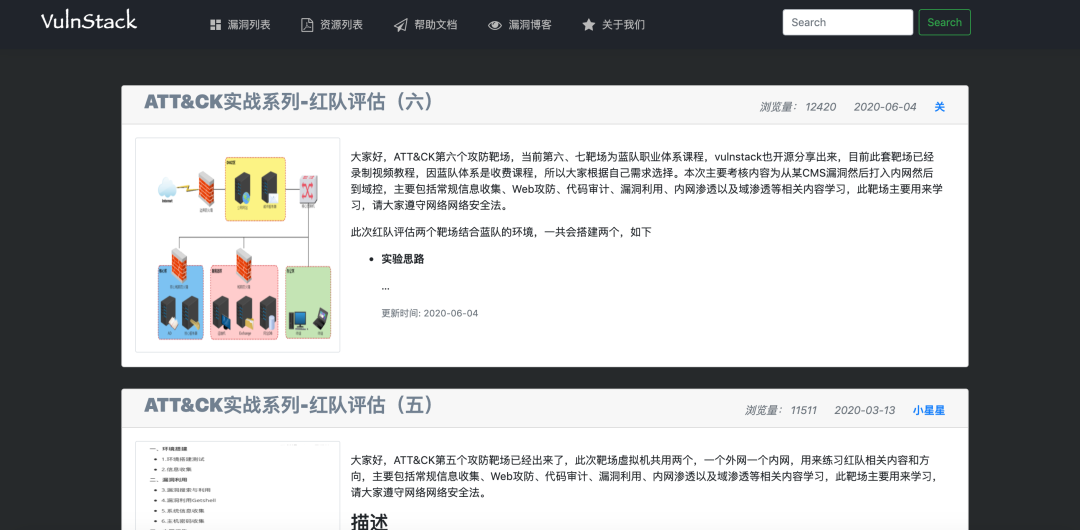 VulnStack
漏洞列表 资源列表 帮助文档 漏洞博客 关于我们
Search Search
ATT&CK实战系列-红队评估（六）
浏览量： 12420 2020-06-04 关
大家好，ATT&CK第六个攻防靶场，当前第六、七靶场为蓝队职业体系课程，vulnstack也开源分享出来，目前此套靶场已经
录制视频教程，因蓝队体系是收费课程，所以大家根据自己需求选择。本次主要考核内容为从某CMS漏洞然后打入内网然后
到域控，主要包括常规信息收集、Web攻防、代码审计、漏洞利用、内网渗透以及域渗透等相关内容学习，此靶场主要用来学
习，请大家遵守网络网络安全法。
此次红队评估两个靶场结合蓝队的环境，一共会搭建两个，如下
• 实验思路
...
更新时间: 2020-06-04
ATT&CK实战系列-红队评估（五）
浏览量： 11511 2020-03-13 小星星
一、环境搭建
• 1.环境搭建测试
• 2.信息收集
二、漏洞利用
• 3.漏洞搜索与利用
• 4.漏洞利用Getshell
• 5.系统信息收集
• 6.主机密码收集
大家好，ATT&CK第五个攻防靶场已经出来了，此次靶场虚拟机共用两个，一个外网一个内网，用来练习红队相关内容和方
向，主要包括常规信息收集、Web攻防、代码审计、漏洞利用、内网渗透以及域渗透等相关内容学习，此靶场主要用来学习，
请大家遵守网络网络安全法。
描述